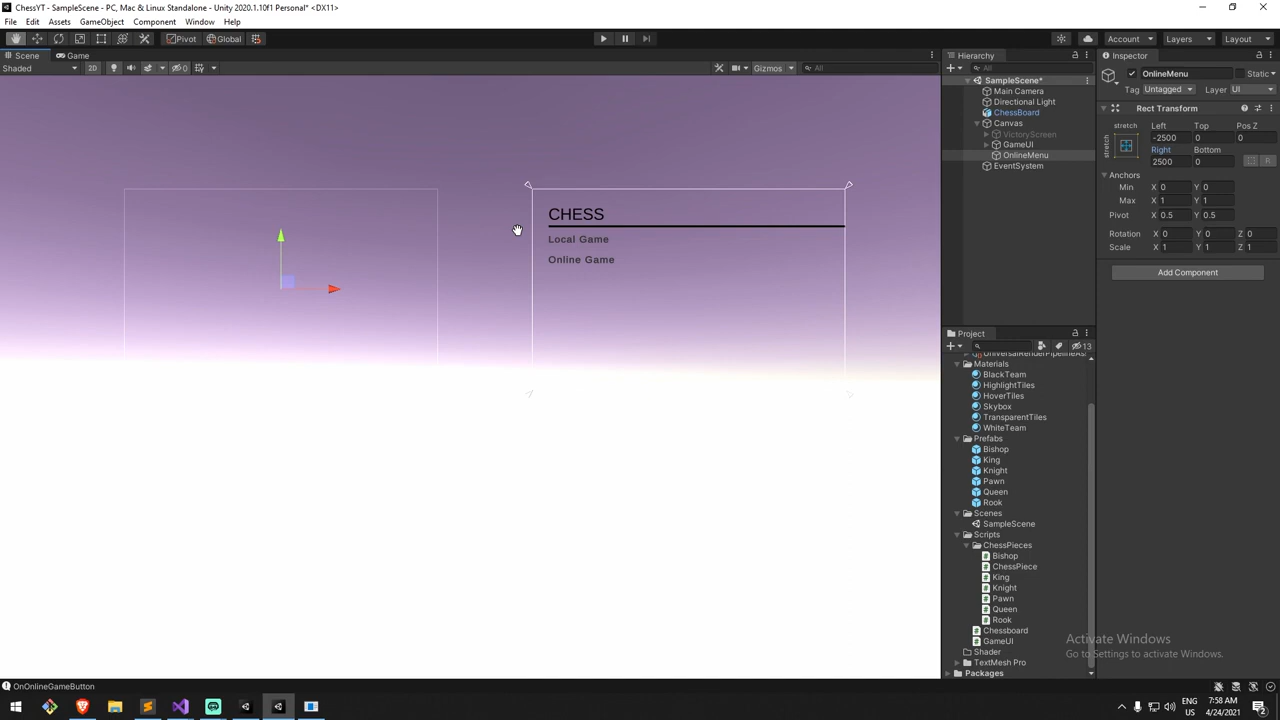 ChessYT - SampleScene - PC, Mac & Linux Standalone - Unity 2020.1.10f1 Personal* <DX11>
File Edit Assets GameObject Component Window Help
Pivot Global Account Layers Layout
Scene Game
Shaded 2D 0 Gizmos All
CHESS
Local Game
Online Game
Hierarchy
All
SampleScene*
Main Camera
Directional Light
ChessBoard
Canvas
VictoryScreen
GameUI
OnlineMenu
EventSystem
Inspector
OnlineMenu Static
Tag Untagged Layer UI
Rect Transform
stretch Left Top Pos Z
stretch -2500 0 0
Right Bottom
2500 0 R
Anchors
Min X 0 Y 0
Max X 1 Y 1
Pivot X 0.5 Y 0.5
Rotation X 0 Y 0 Z 0
Scale X 1 Y 1 Z 1
Add Component
Project
13
Materials
BlackTeam
HighlightTiles
HoverTiles
Skybox
TransparentTiles
WhiteTeam
Prefabs
Bishop
King
Knight
Pawn
Queen
Rook
Scenes
SampleScene
Scripts
ChessPieces
Bishop
ChessPiece
King
Knight
Pawn
Queen
Rook
Chessboard
GameUI
Shader
TextMesh Pro
Packages
Activate Windows
Go to Settings to activate Windows.
OnOnlineGameButton
ENG 7:58 AM
US 4/24/2021
2